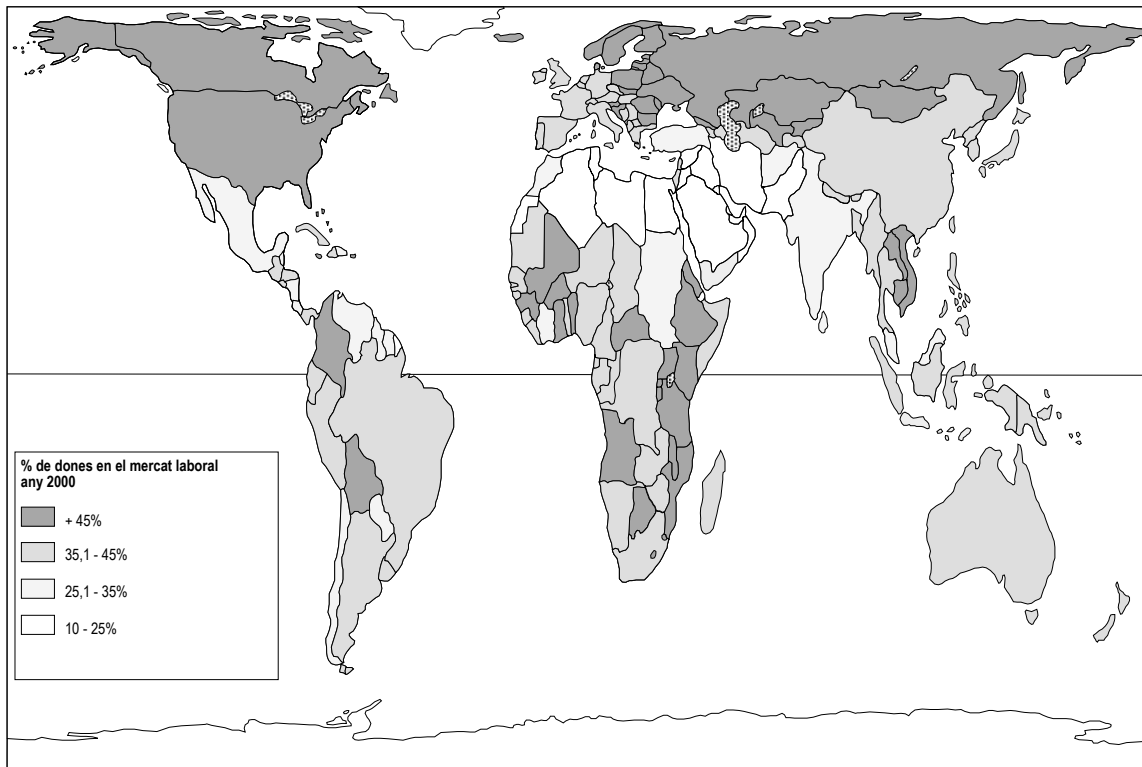 % de dones en el mercat laboral
any 2000
+ 45%
35,1 - 45%
25,1 - 35%
10 - 25%